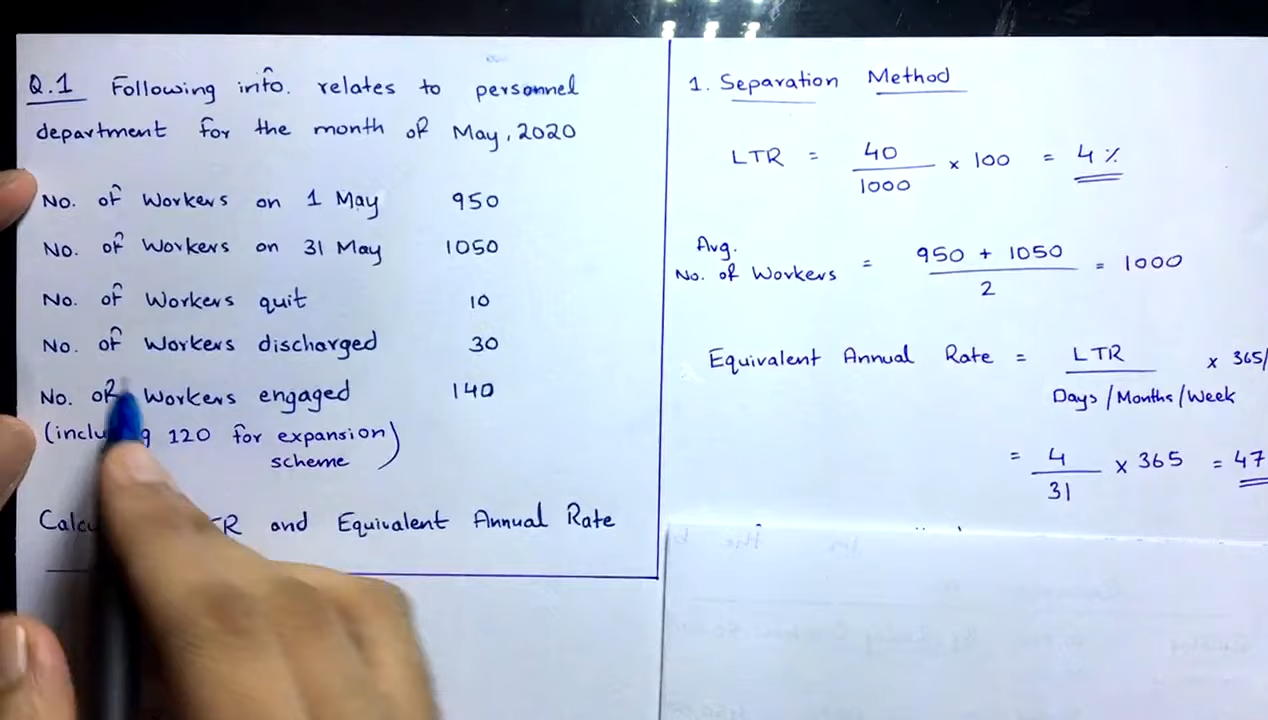 Q.1 Following info. relates to personnel
department for the month of May, 2020
No. of Workers on 1 May 950
No. of Workers on 31 May 1050
No. of Workers quit 10
No. of Workers discharged 30
No. of Workers engaged 140
120 for expansion
scheme)
and Equivalent Annual Rate
1. Separation Method
LTR = 40 / 1000 x 100 = 4 %
Avg.
No. of Workers = 950 + 1050 / 2 = 1000
Equivalent Annual Rate = LTR / Days/Months/Week x 365/
= 4 / 31 x 365 = 47